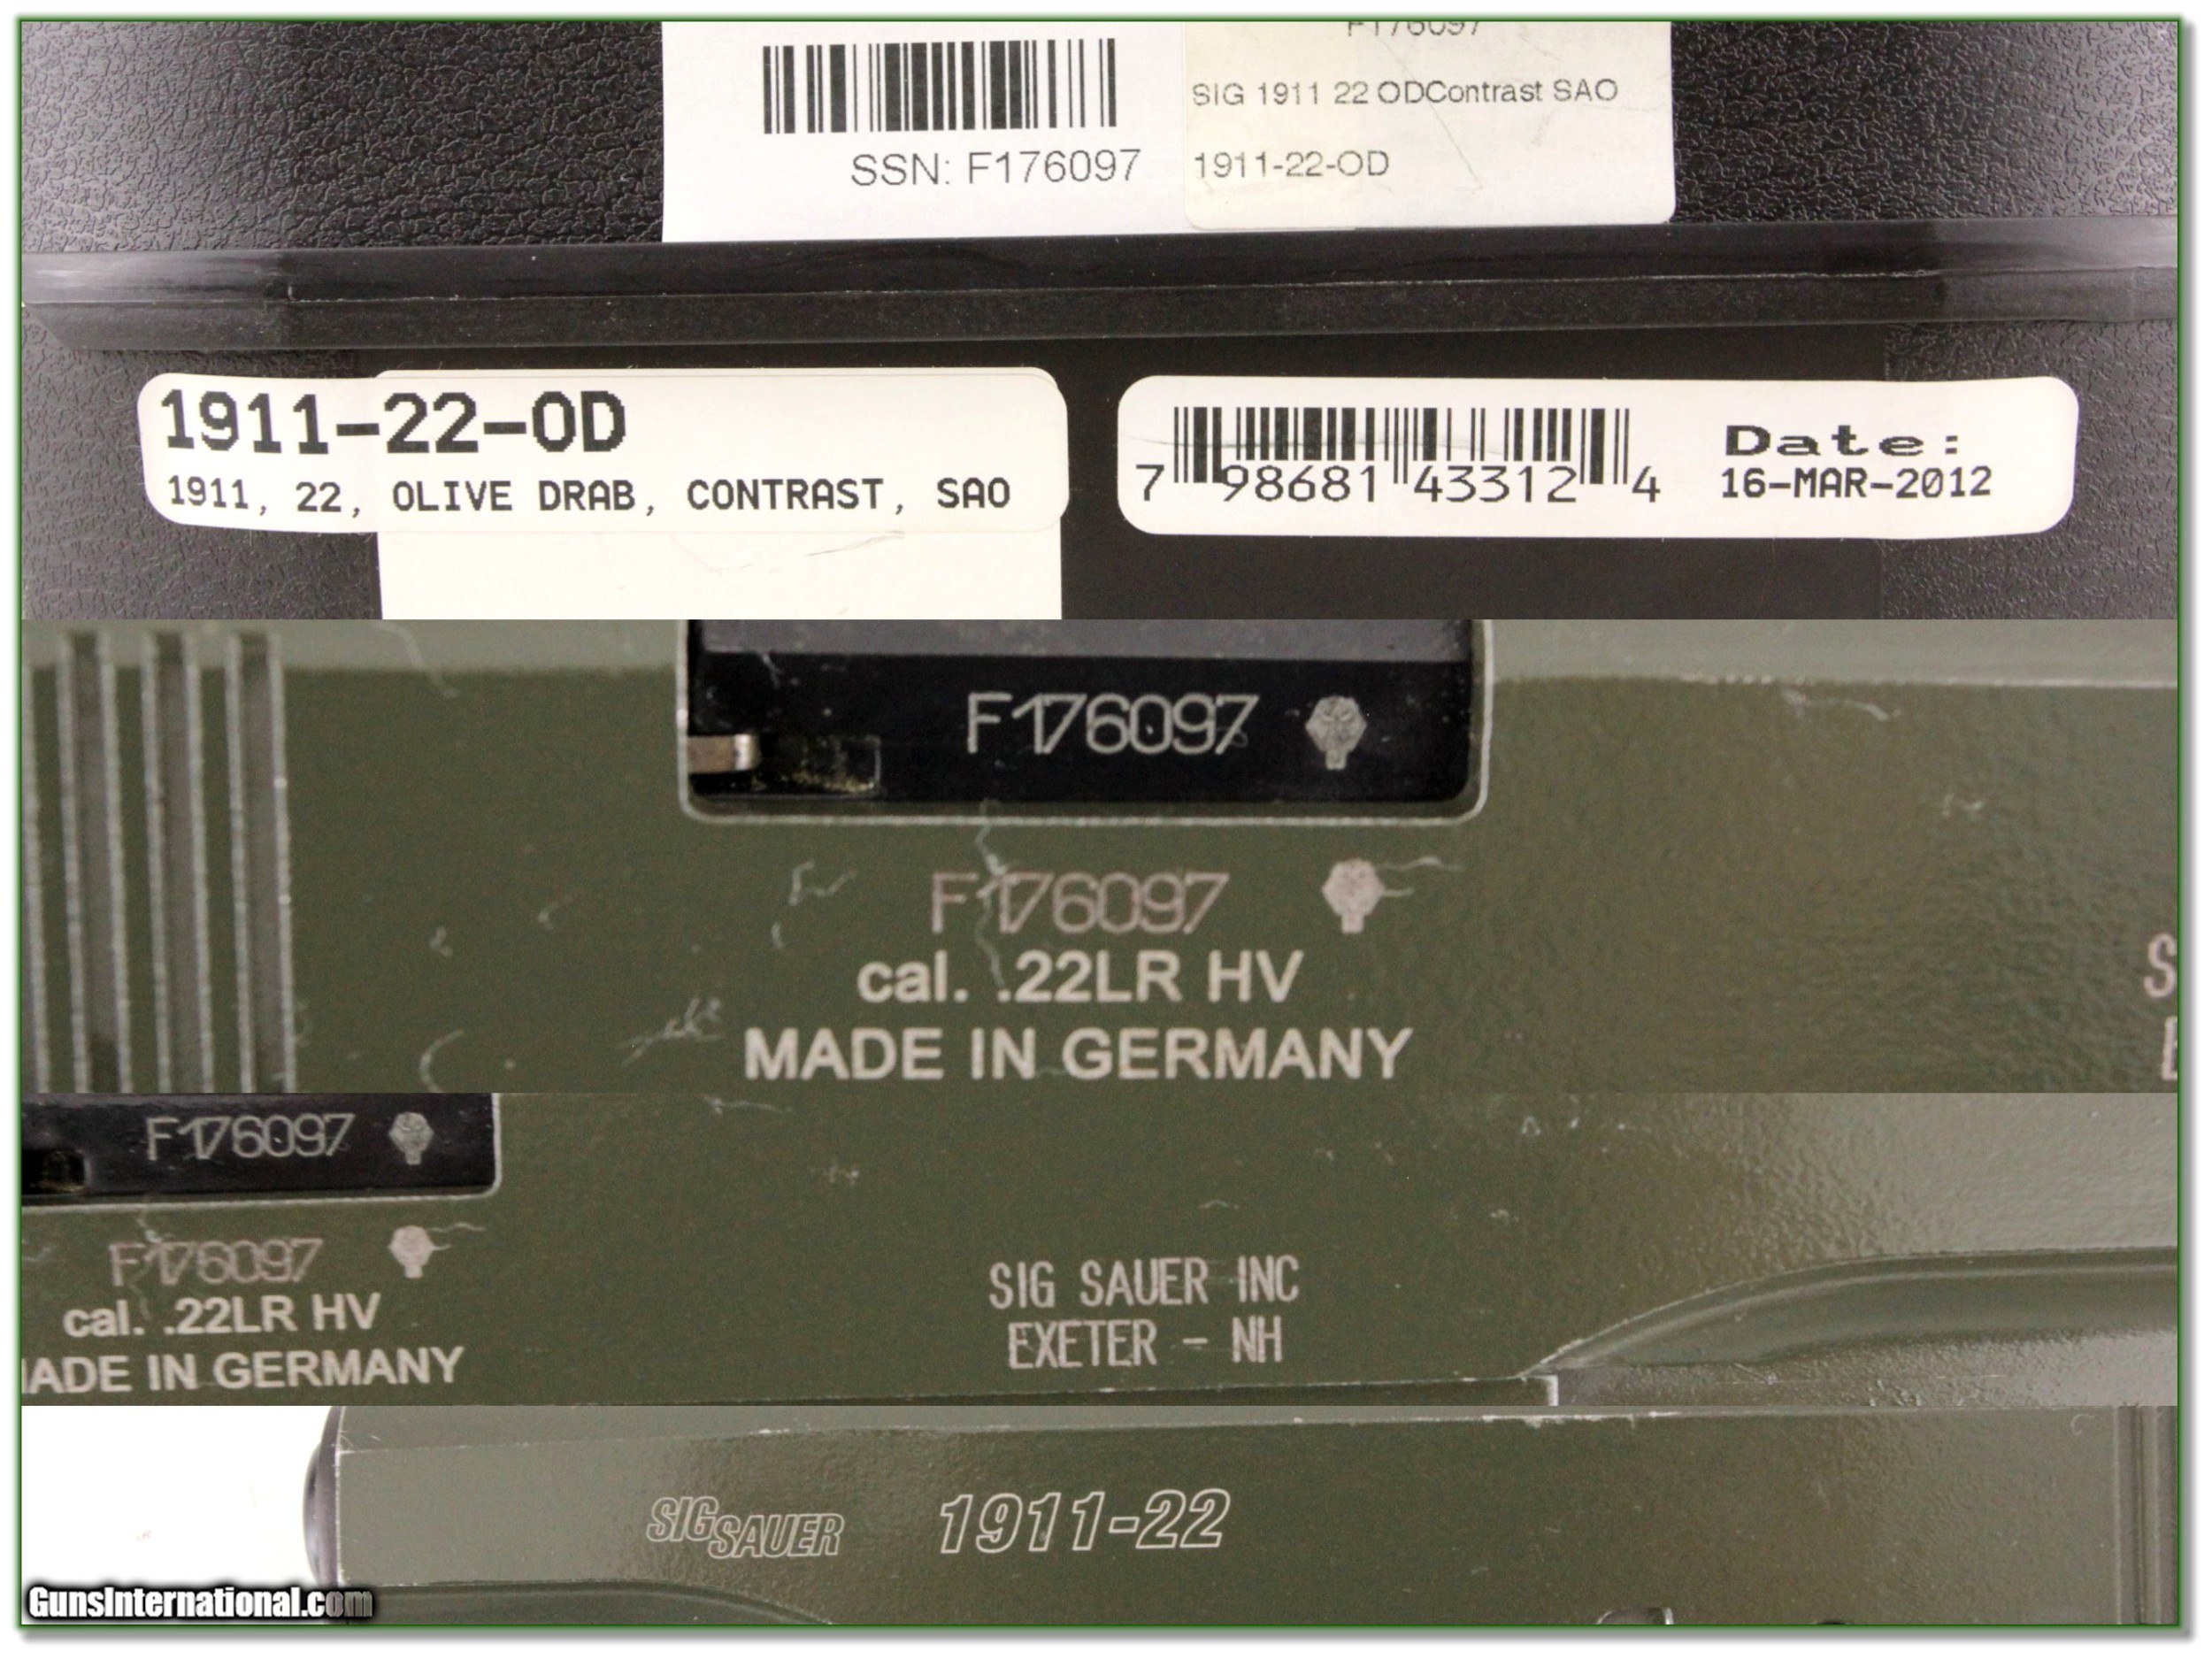 F176097
SIG 1911 22 ODContrast SAO
SSN: F176097
1911-22-OD
1911-22-OD
1911, 22, OLIVE DRAB, CONTRAST, SAO
7 98681 43312 4
Date:
16-MAR-2012
F176097
F176097
cal. .22LR HV
MADE IN GERMANY
F176097
F176097
cal. .22LR HV
ADE IN GERMANY
SIG SAUER INC
EXETER - NH
SIG SAUER 1911-22
GunsInternational.com